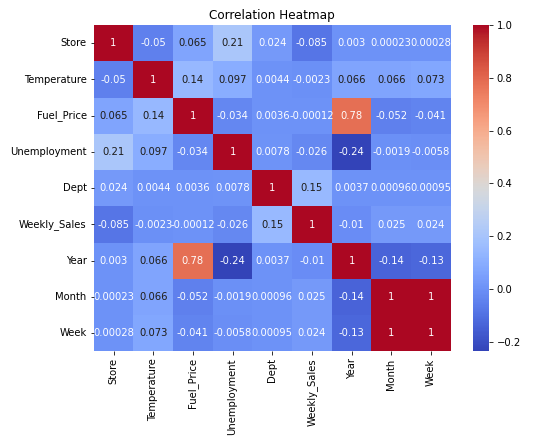 Correlation Heatmap
Store 1 -0.05 0.065 0.21 0.024 -0.085 0.003 0.00023 0.00028
Temperature -0.05 1 0.14 0.097 0.0044 -0.0023 0.066 0.066 0.073
Fuel_Price 0.065 0.14 1 -0.034 0.0036 -0.00012 0.78 -0.052 -0.041
Unemployment 0.21 0.097 -0.034 1 0.0078 -0.026 -0.24 -0.0019 -0.0058
Dept 0.024 0.0044 0.0036 0.0078 1 0.15 0.0037 0.00096 0.00095
Weekly_Sales -0.085 -0.0023 -0.00012 -0.026 0.15 1 -0.01 0.025 0.024
Year 0.003 0.066 0.78 -0.24 0.0037 -0.01 1 -0.14 -0.13
Month 0.00023 0.066 -0.052 -0.0019 0.00096 0.025 -0.14 1 1
Week 0.00028 0.073 -0.041 -0.0058 0.00095 0.024 -0.13 1 1
Store Temperature Fuel_Price Unemployment Dept Weekly_Sales Year Month Week
1.0
0.8
0.6
0.4
0.2
0.0
-0.2